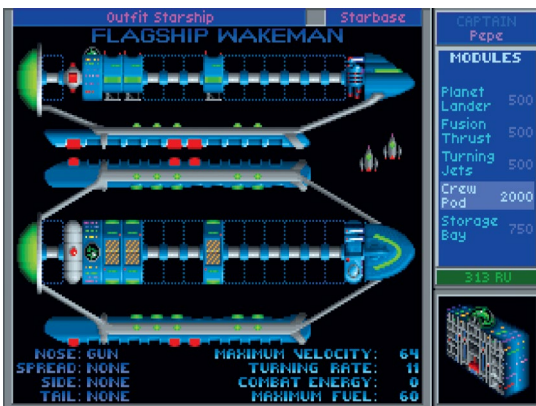 Outfit Starship
Starbase
FLAGSHIP WAKEMAN
CAPTAIN
Pepe
MODULES
Planet
Lander 500
Fusion
Thrust 500
Turning
Jets 500
Crew
Pod 2000
Storage
Bay 750
313 RU
NOSE: GUN
SPREAD: NONE
SIDE: NONE
TAIL: NONE
MAXIMUM VELOCITY: 64
TURNING RATE: 11
COMBAT ENERGY: 0
MAXIMUM FUEL: 60